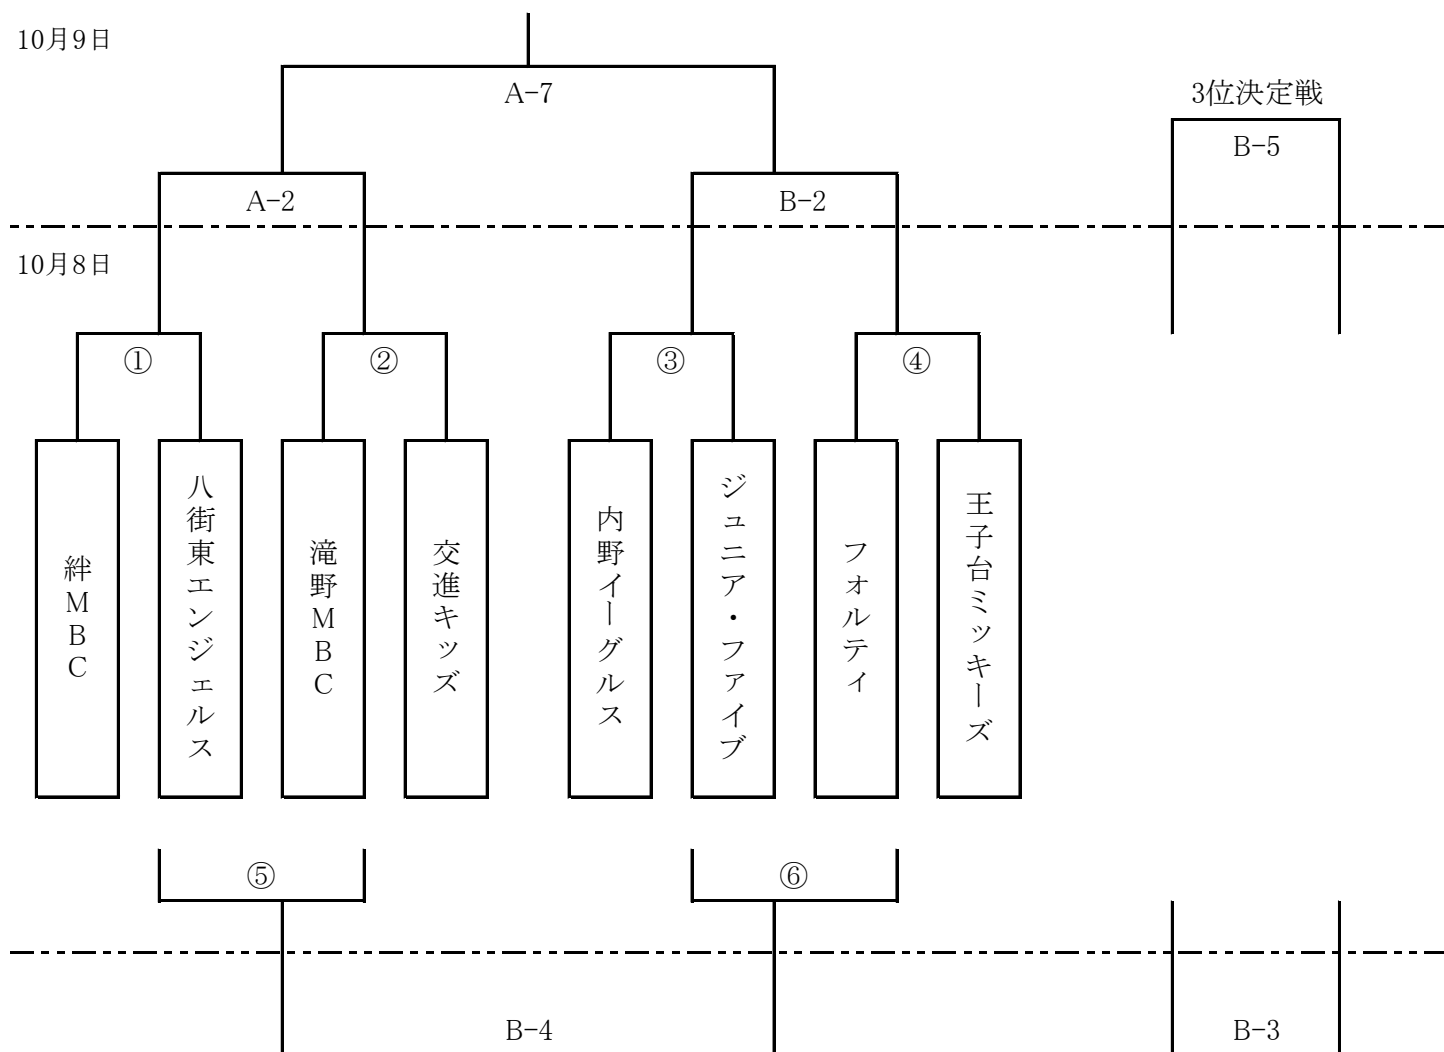 10月9日
A-7
3位決定戦
B-5
A-2
B-2
10月8日
①
②
③
④
絆MBC
八街東エンジェルス
滝野MBC
交進キッズ
内野イーグルス
ジュニア・ファイブ
フォルテイ
王子台ミッキーズ
⑤
⑥
B-4
B-3